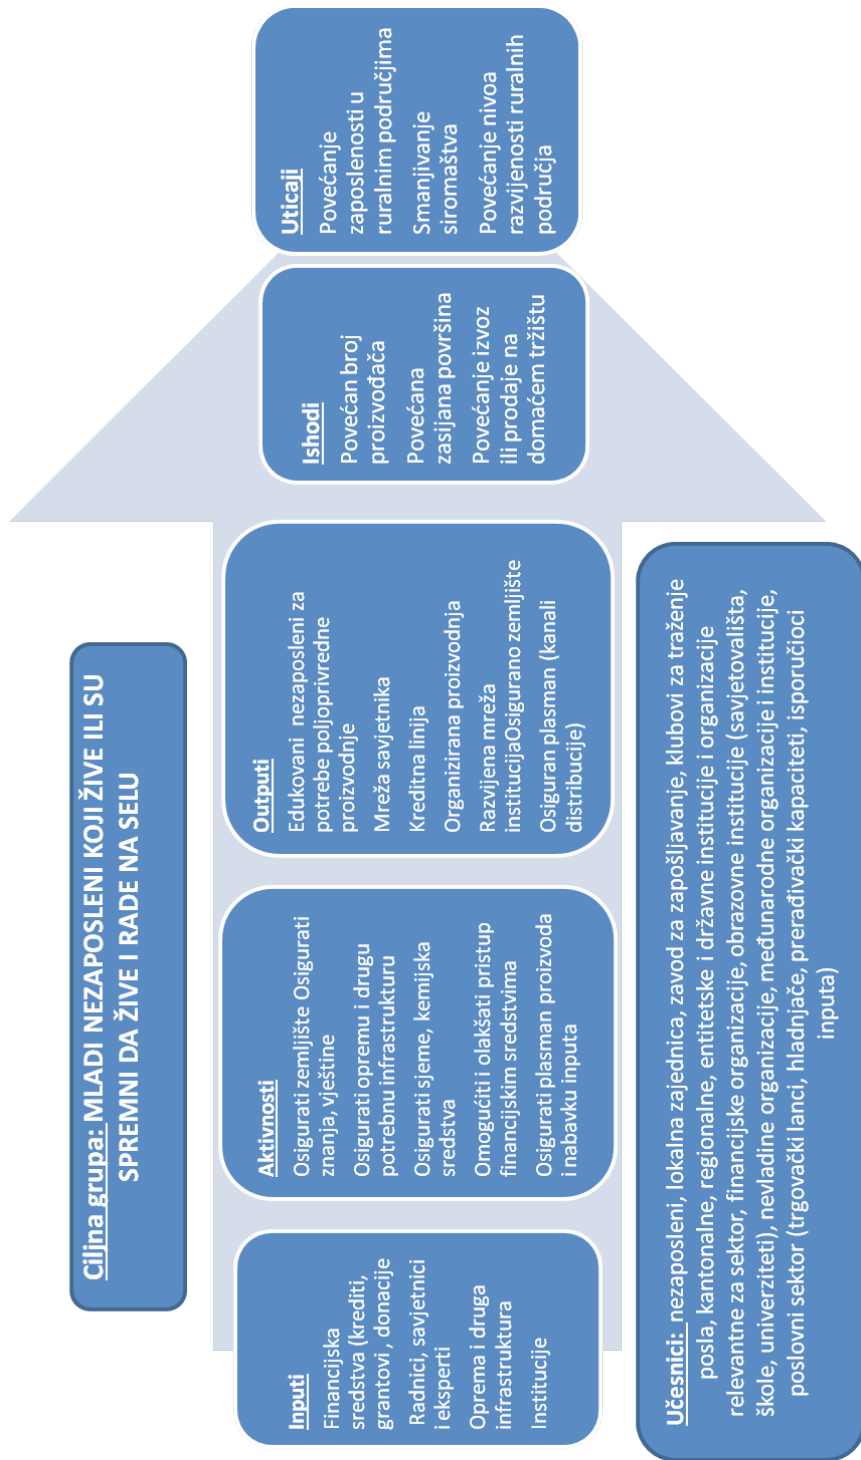 Ciljna grupa: MLADI NEZAPOSLENI KOJI ŽIVE ILI SU
SPREMNI DA ŽIVE I RADE NA SELU
Inputi
Financijska
sredstva (krediti,
grantovi , donacije
Radnici, savjetnici
i eksperti
Oprema i druga
infrastruktura
Institucije
Aktivnosti
Osigurati zemljište Osigurati
znanja, vještine
Osigurati opremu i drugu
potrebnu infrastrukturu
Osigurati sjeme, kemijska
sredstva
Omogućiti i olakšati pristup
financijskim sredstvima
Osigurati plasman proizvoda
i nabavku inputa
Outputi
Edukovani nezaposleni za
potrebe poljoprivredne
proizvodnje
Mreža savjetnika
Kreditna linija
Organizirana proizvodnja
Razvijena mreža
institucijaOsigurano zemljište
Osiguran plasman (kanali
distribucije)
Ishodi
Povećan broj
proizvođača
Povećana
zasijana površina
Povećanje izvoz
ili prodaje na
domaćem tržištu
Uticaji
Povećanje
zaposlenosti u
ruralnim područjima
Smanjivanje
siromaštva
Povećanje nivoa
razvijenosti ruralnih
područja
Učesnici: nezaposleni, lokalna zajednica, zavod za zapošljavanje, klubovi za traženje
posla, kantonalne, regionalne, entitetske i državne institucije i organizacije
relevantne za sektor, financijske organizacije, obrazovne institucije (savjetovališta,
škole, univerziteti), nevladine organizacije, međunarodne organizacije i institucije,
poslovni sektor (trgovački lanci, hladnjače, prerađivački kapaciteti, isporučioci
inputa)